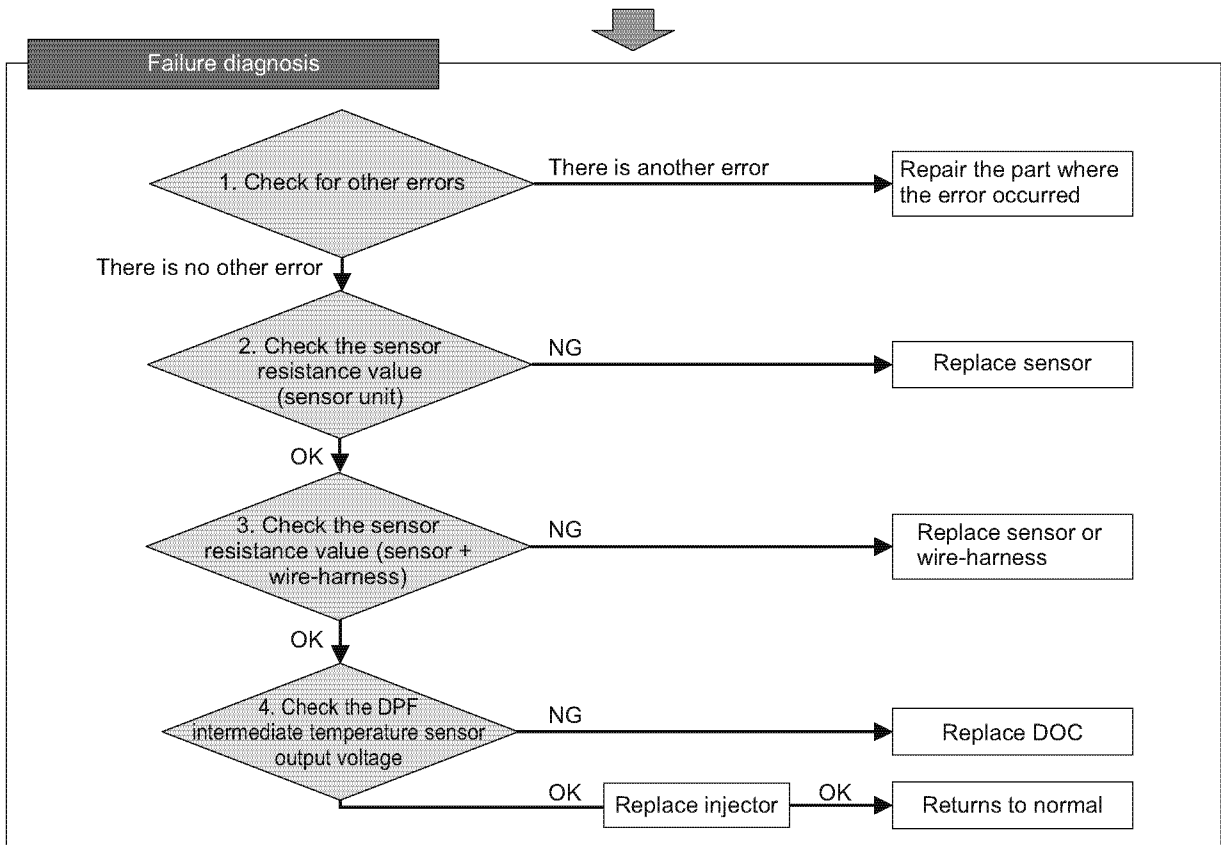 Failure diagnosis
1. Check for other errors
There is another error
Repair the part where
the error occurred
There is no other error
2. Check the sensor
resistance value
(sensor unit)
NG
Replace sensor
OK
3. Check the sensor
resistance value (sensor +
wire-harness)
NG
Replace sensor or
wire-harness
OK
4. Check the DPF
intermediate temperature sensor
output voltage
NG
Replace DOC
OK
Replace injector
OK
Returns to normal